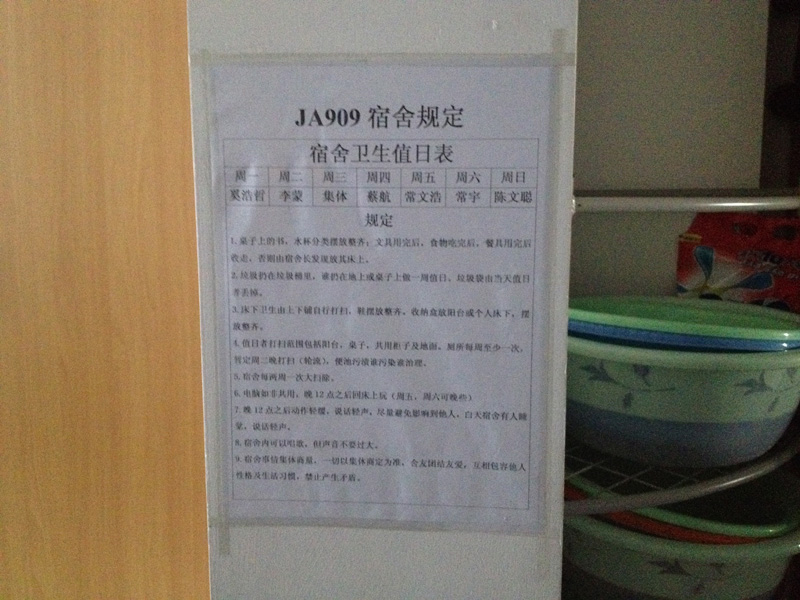 JA909 宿舍规定
宿舍卫生值日表
周一 周二 周三 周四 周五 周六 周日
奚浩哲 李蒙 集体 蔡航 常文浩 常宇 陈文聪
规定
1.桌子上的书,水杯分类摆放整齐;文具用完后、食物吃完后,餐具用完后
收走,否则由宿舍长发现放其床上。
2.垃圾扔在垃圾桶里,谁扔在地上或桌子上做一周值日、垃圾袋由当天值日
者丢掉。
3.床下卫生由上下铺自行打扫,鞋摆放整齐、收纳盒放阳台或个人床下,摆
放整齐。
4.值日者打扫范围包括阳台,桌子、共用柜子及地面、厕所每周至少一次,
暂定周二晚打扫(轮流),便池污渍谁污染谁治理。
5.宿舍每两周一次大扫除。
6.电脑如非共用,晚12点之后回床上玩(周五,周六可晚些)
7.晚12点之后动作轻缓,说话轻声、尽量避免影响到他人、白天宿舍有人睡
觉,说话轻声。
8.宿舍内可以唱歌,但声音不要过大。
9.宿舍事情集体商量,一切以集体商定为准、舍友团结友爱,互相包容他人
性格及生活习惯,禁止产生矛盾。